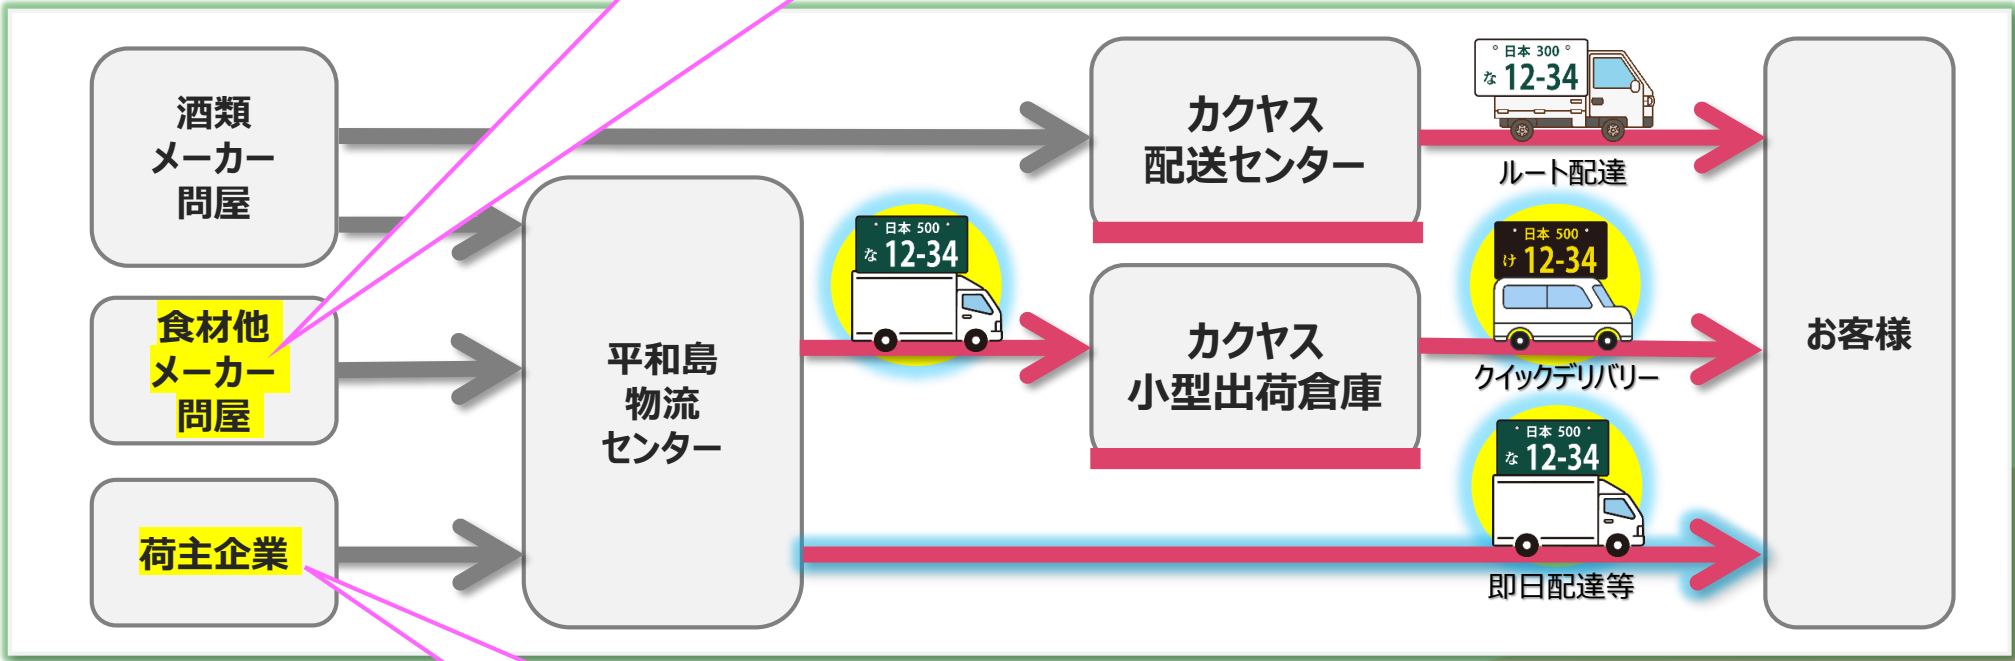 酒類
メーカー
問屋
食材他
メーカー
問屋
荷主企業
平和島
物流
センター
日本 500
な 12-34
カクヤス
配送センター
カクヤス
小型出荷倉庫
日本 300
な 12-34
ルート配達
日本 500
け 12-34
クイックデリバリー
日本 500
な 12-34
即日配達等
お客様